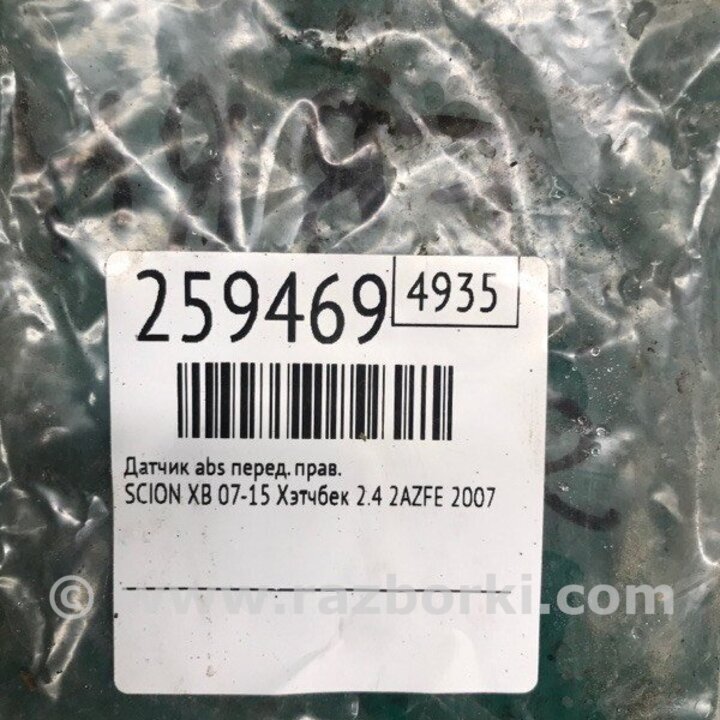 259469 4935
Датчик abs перед. прав.
SCION XB 07-15 Хэтчбек 2.4 2AZFE 2007
© www.razborki.com